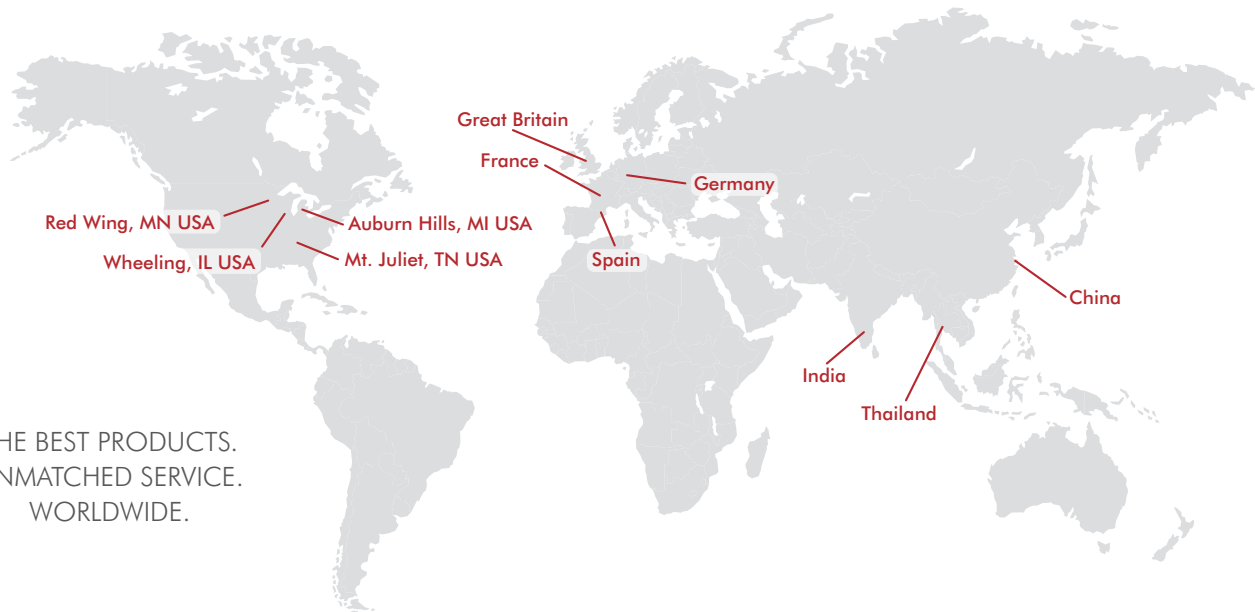 Great Britain
France
Germany
Red Wing, MN USA
Auburn Hills, MI USA
Wheeling, IL USA
Mt. Juliet, TN USA
Spain
China
India
Thailand
HE BEST PRODUCTS.
NMATCHED SERVICE.
WORLDWIDE.